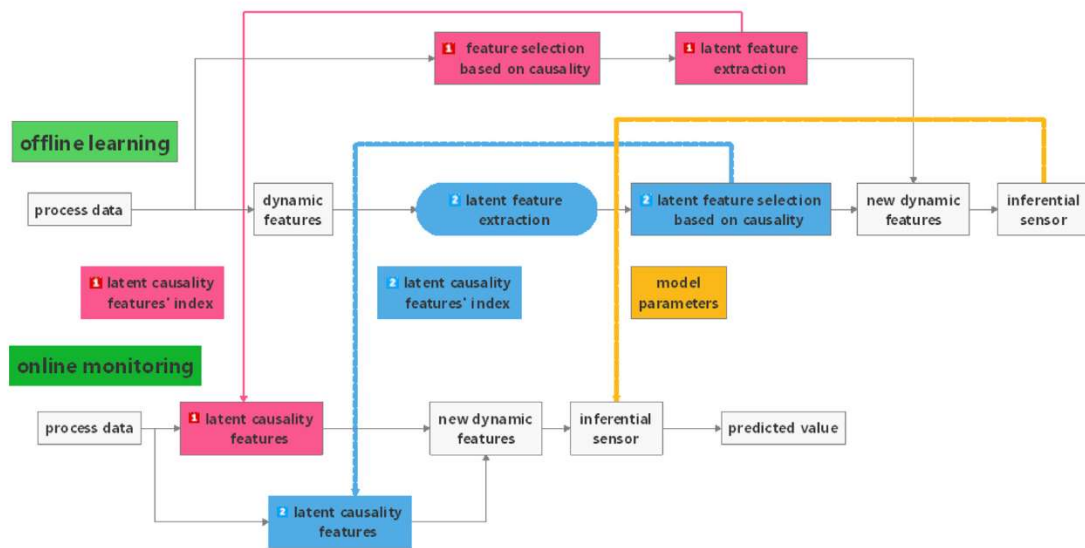 1 feature selection
based on causality
1 latent feature
extraction
offline learning
process data
dynamic
features
2 latent feature
extraction
2 latent feature selection
based on causality
new dynamic
features
inferential
sensor
1 latent causality
features' index
2 latent causality
features' index
model
parameters
online monitoring
process data
1 latent causality
features
new dynamic
features
inferential
sensor
predicted value
2 latent causality
features